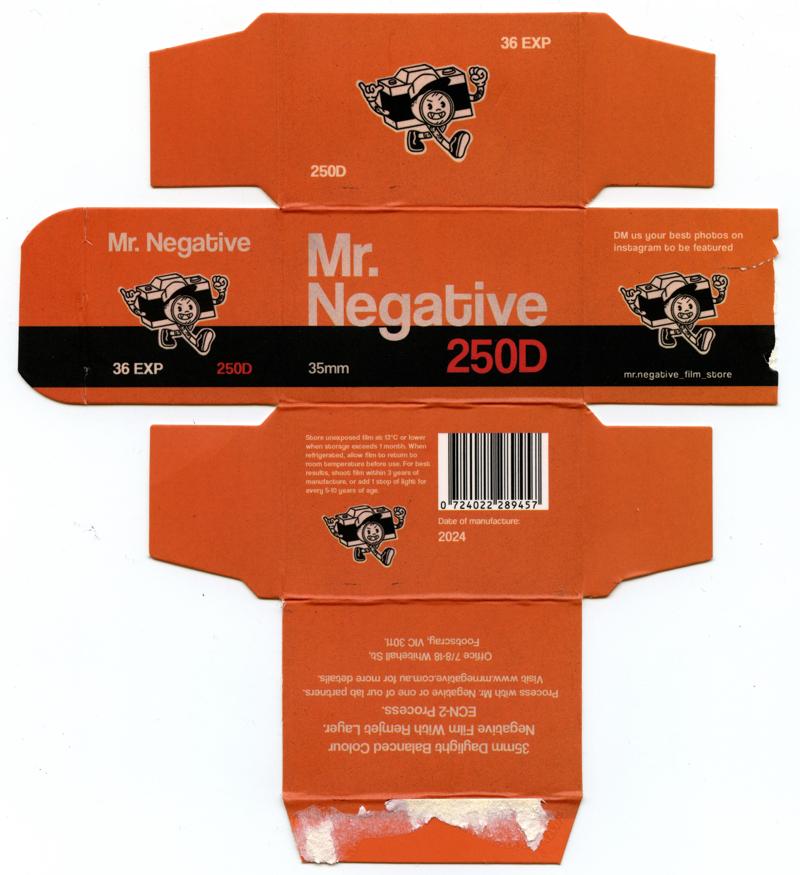 36 EXP
250D
Mr. Negative
36 EXP
250D
Mr.
Negative
250D
35mm
DM us your best photos on
instagram to be featured
mr.negative_film_store
Store unexposed film at 13°C or lower
when storage exceeds 1 month. When
refrigerated, allow film to return to
room temperature before use. For best
results, shoot film within 3 years of
manufacture, or add 1 stop of light for
every 5-10 years of age.
0 724022 289457
Date of manufacture:
2024
35mm Daylight Balanced Colour
Negative Film With Remjet Layer.
ECN-2 Process.
Process with Mr. Negative or one of our lab partners.
Visit www.mrnegative.com.au for more details.
Office 7/8-18 Whitehall St,
Footscray, VIC 3011.